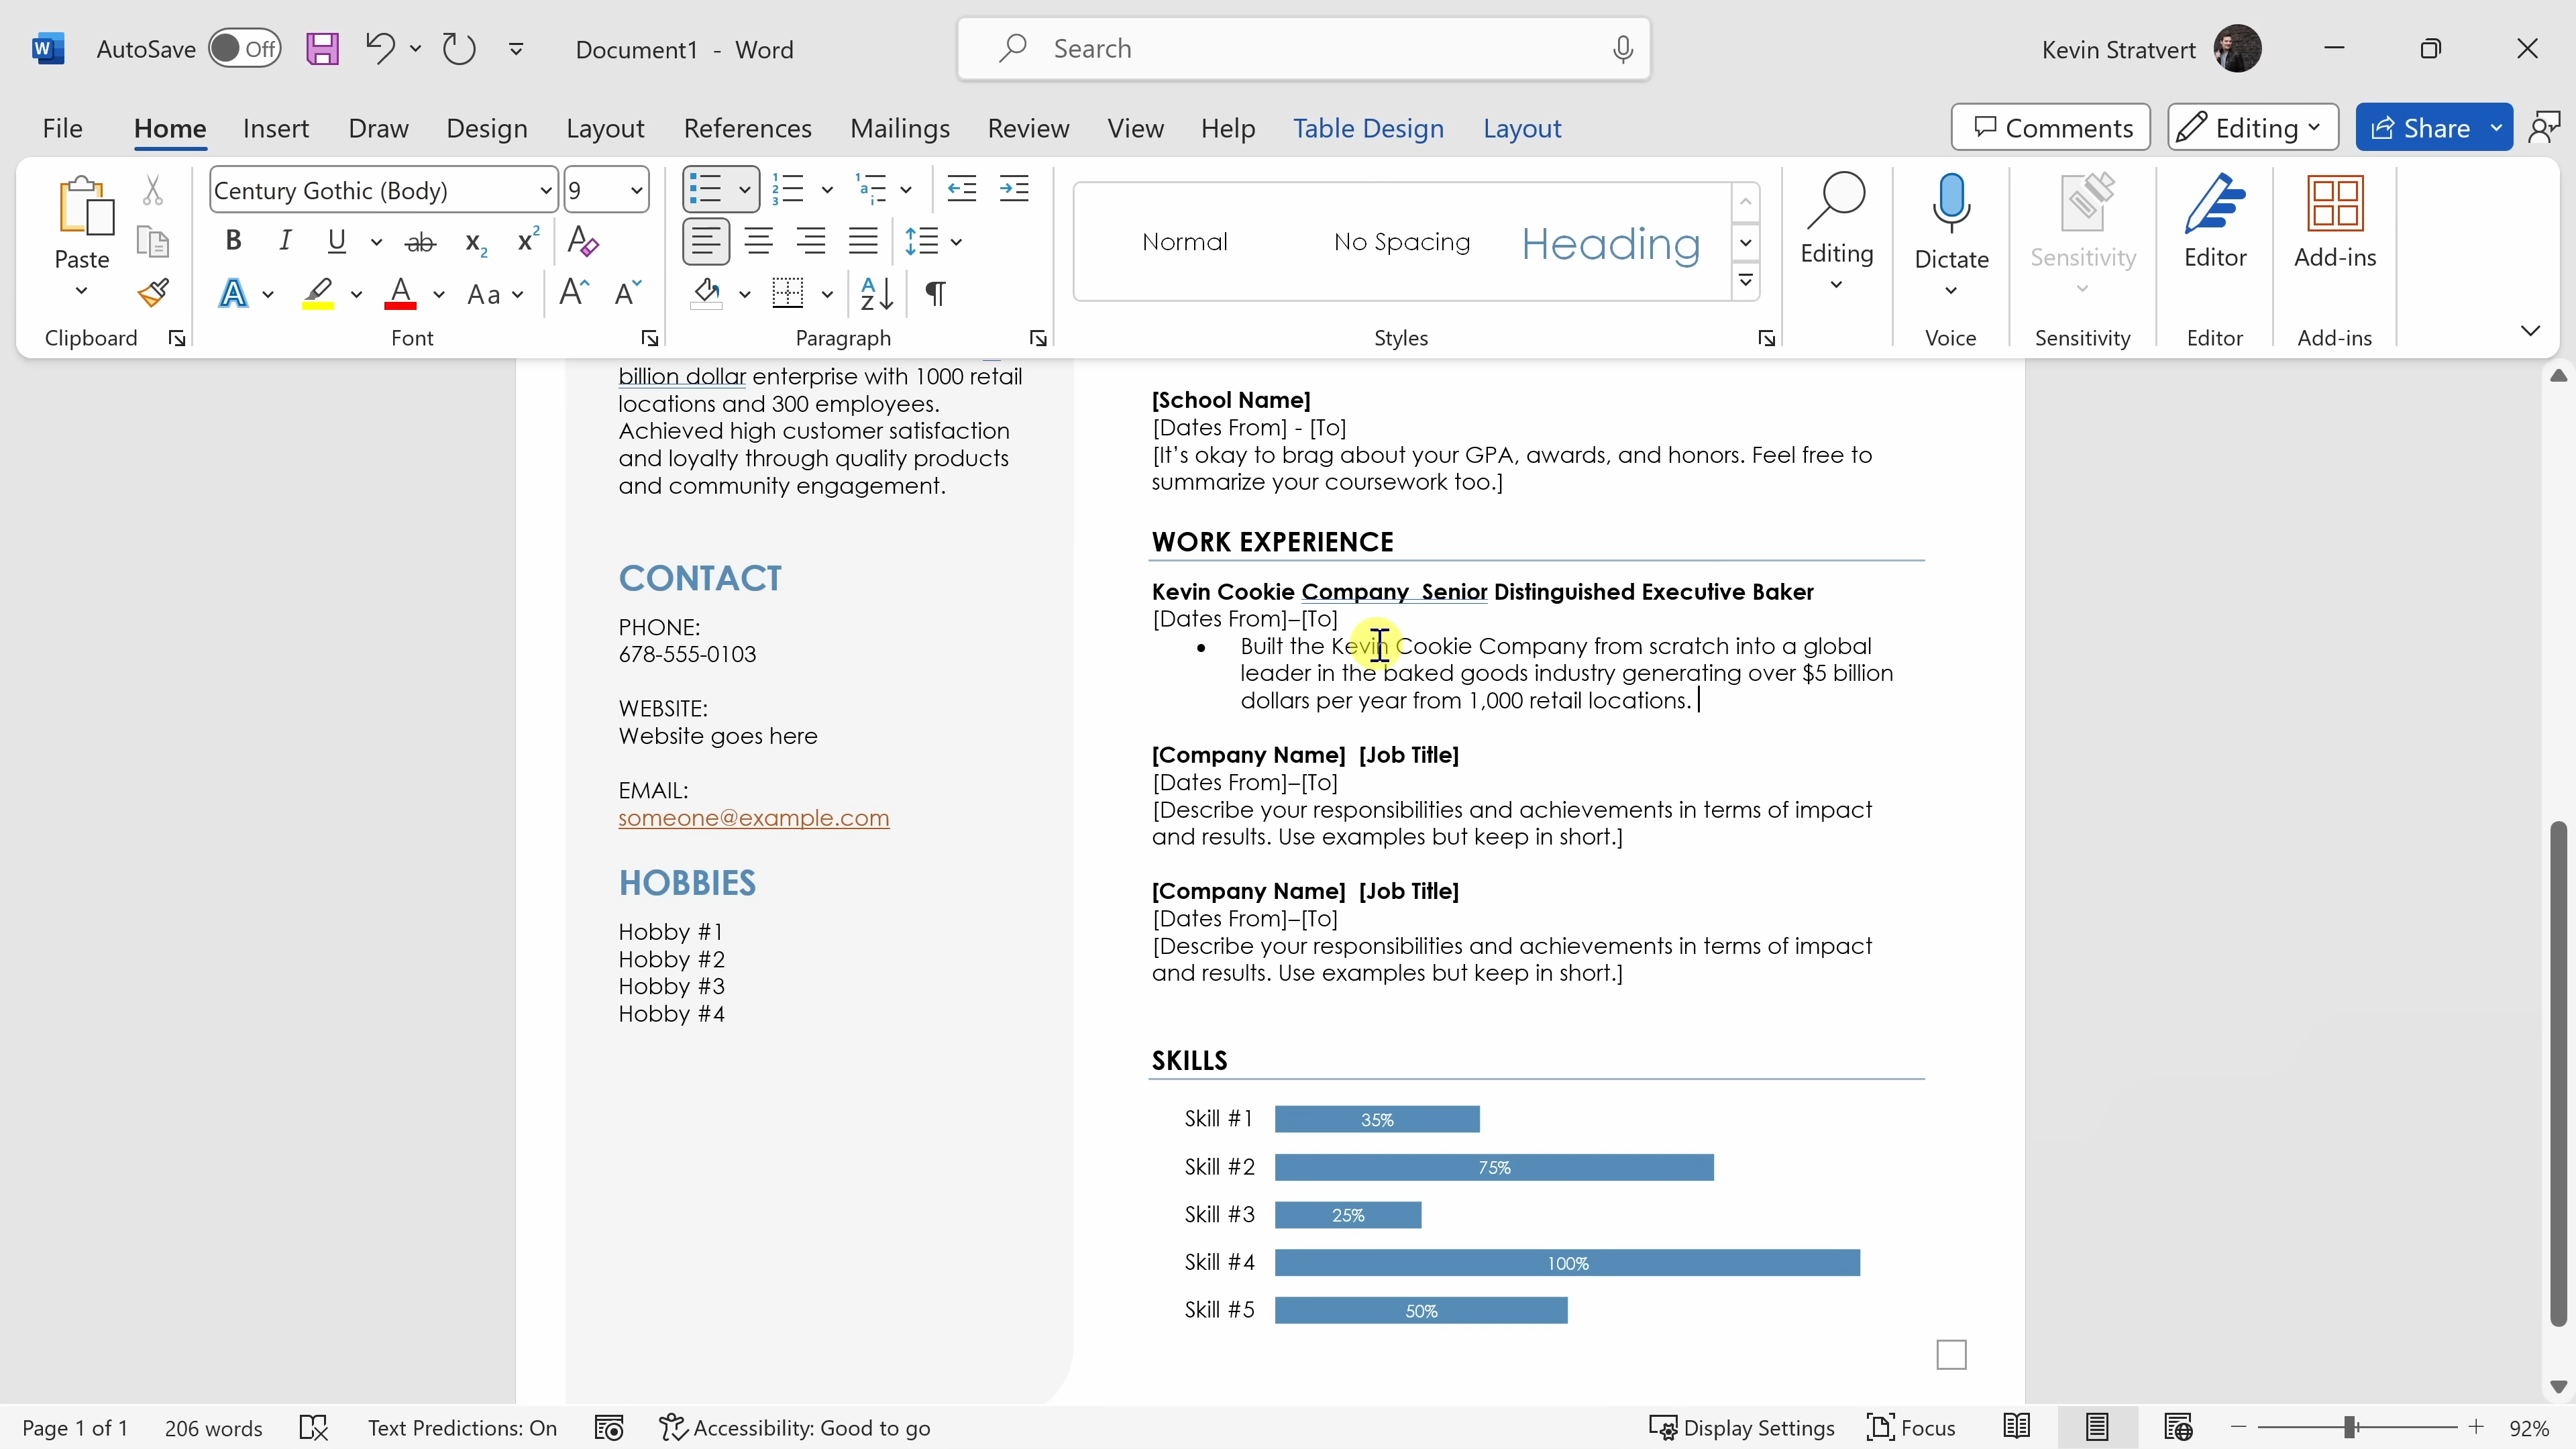 AutoSave Off Document1 - Word Search Kevin Stratvert
File Home Insert Draw Design Layout References Mailings Review View Help Table Design Layout Comments Editing Share
Century Gothic (Body) 9
Paste
Clipboard
Font
Paragraph
Normal No Spacing Heading
Styles
Editing
Dictate
Voice
Sensitivity
Sensitivity
Editor
Editor
Add-ins
Add-ins
billion dollar enterprise with 1000 retail
locations and 300 employees.
Achieved high customer satisfaction
and loyalty through quality products
and community engagement.
CONTACT
PHONE:
678-555-0103
WEBSITE:
Website goes here
EMAIL:
someone@example.com
HOBBIES
Hobby #1
Hobby #2
Hobby #3
Hobby #4
[School Name]
[Dates From] - [To]
[It’s okay to brag about your GPA, awards, and honors. Feel free to
summarize your coursework too.]
WORK EXPERIENCE
Kevin Cookie Company  Senior Distinguished Executive Baker
[Dates From]–[To]
• Built the Kevin Cookie Company from scratch into a global
leader in the baked goods industry generating over $5 billion
dollars per year from 1,000 retail locations.
[Company Name]  [Job Title]
[Dates From]–[To]
[Describe your responsibilities and achievements in terms of impact
and results. Use examples but keep in short.]
[Company Name]  [Job Title]
[Dates From]–[To]
[Describe your responsibilities and achievements in terms of impact
and results. Use examples but keep in short.]
SKILLS
Skill #1 35%
Skill #2 75%
Skill #3 25%
Skill #4 100%
Skill #5 50%
Page 1 of 1 206 words Text Predictions: On Accessibility: Good to go Display Settings Focus 92%